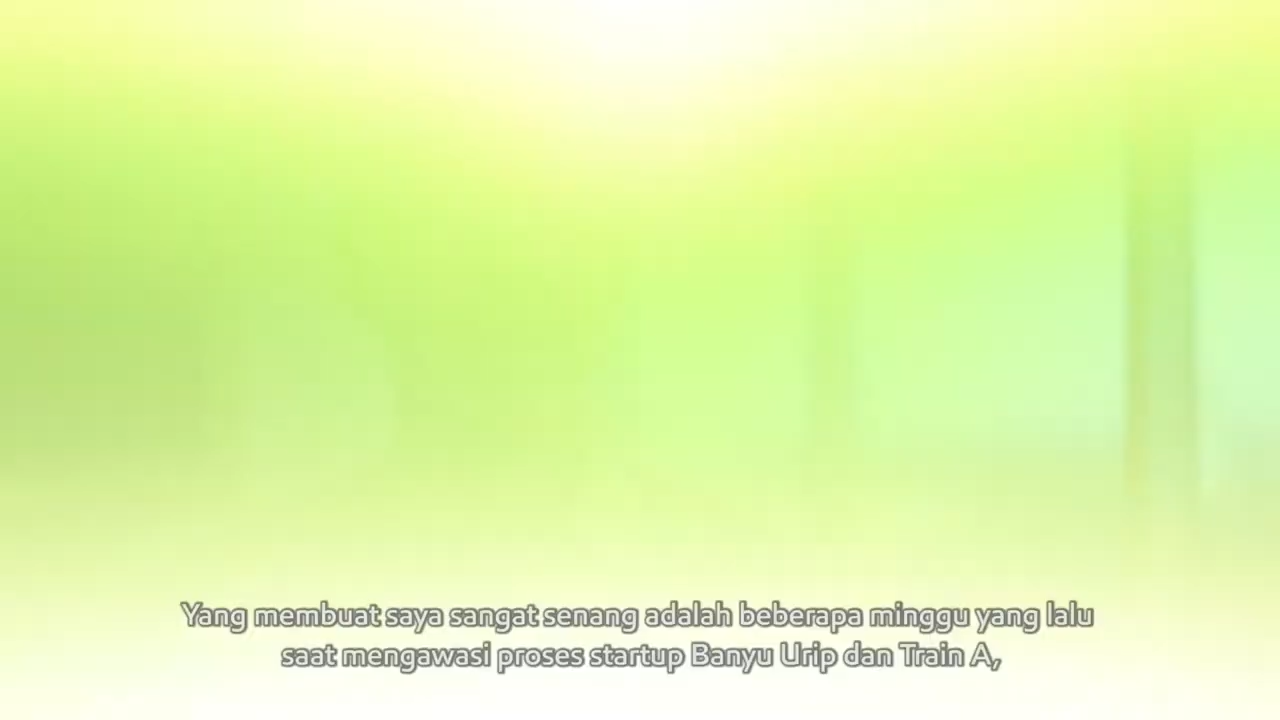 Yang membuat saya sangat senang adalah beberapa minggu yang lalu
saat mengawasi proses startup Banyu Urip dan Train A,